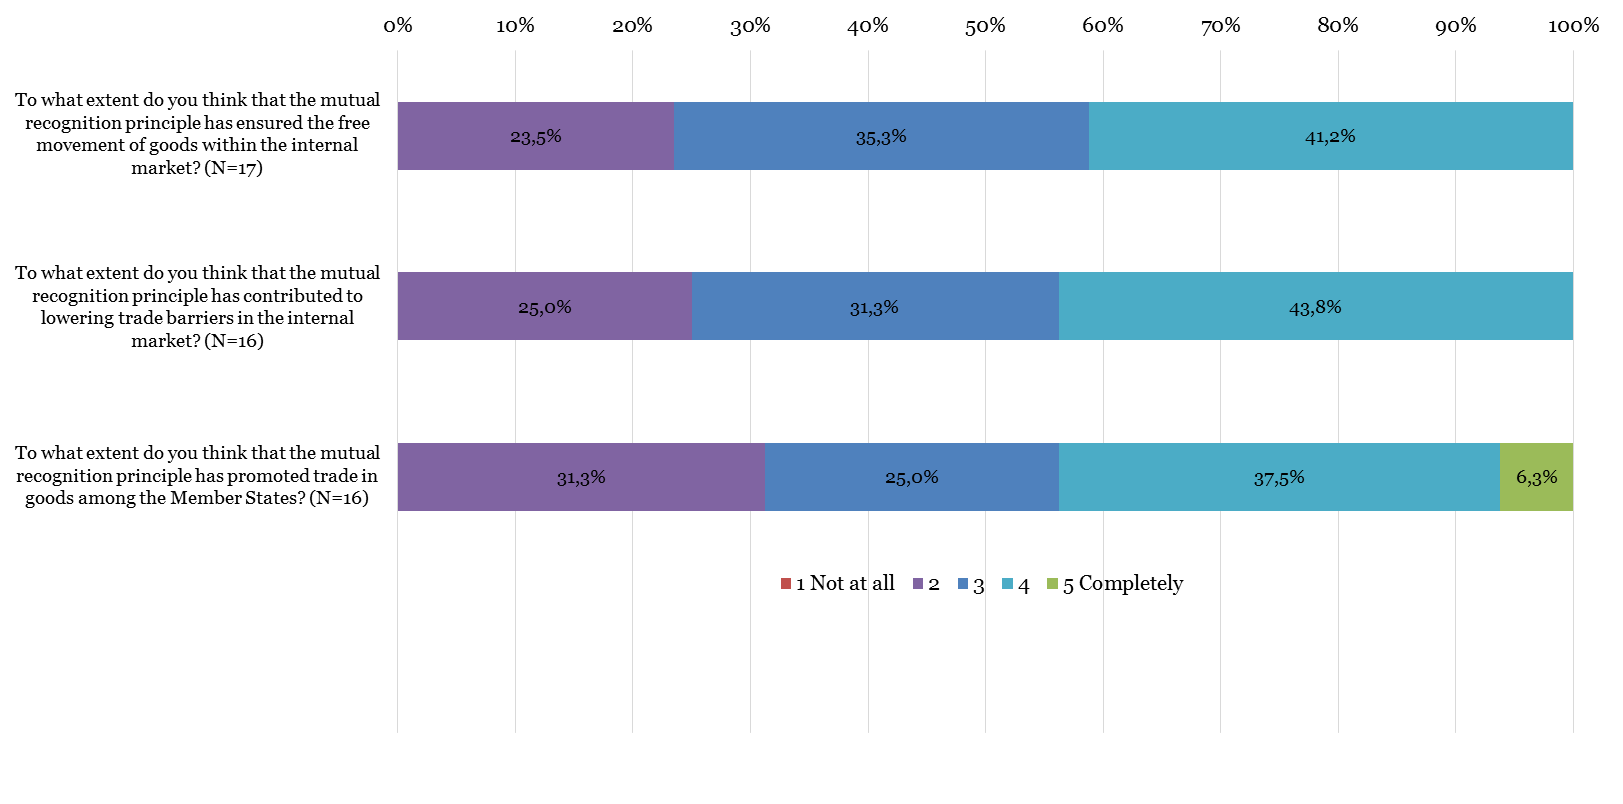 0% 10% 20% 30% 40% 50% 60% 70% 80% 90% 100%
To what extent do you think that the mutual
recognition principle has ensured the free
movement of goods within the internal
market? (N=17)
23,5% 35,3% 41,2%
To what extent do you think that the mutual
recognition principle has contributed to
lowering trade barriers in the internal
market? (N=16)
25,0% 31,3% 43,8%
To what extent do you think that the mutual
recognition principle has promoted trade in
goods among the Member States? (N=16)
31,3% 25,0% 37,5% 6,3%
1 Not at all 2 3 4 5 Completely